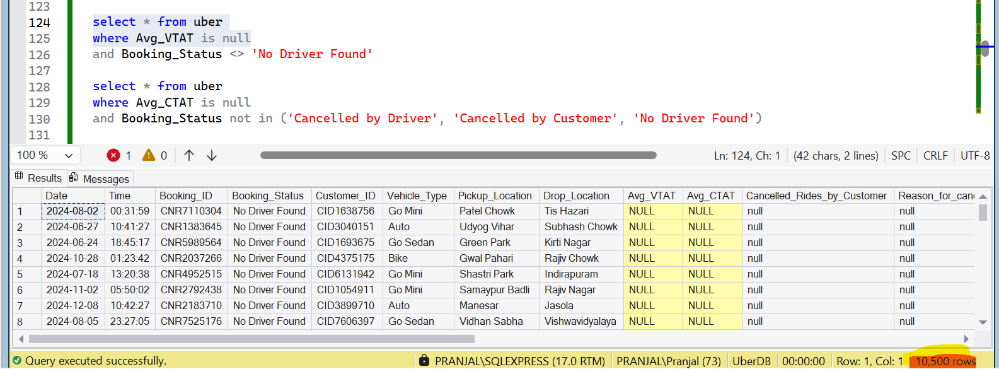 123
124 select * from uber
125 where Avg_VTAT is null
126 and Booking_Status <> 'No Driver Found'
127
128 select * from uber
129 where Avg_CTAT is null
130 and Booking_Status not in ('Cancelled by Driver', 'Cancelled by Customer', 'No Driver Found')
131
100 % 1 0 Ln: 124, Ch: 1 (42 chars, 2 lines) SPC CRLF UTF-8
Results Messages
Date Time Booking_ID Booking_Status Customer_ID Vehicle_Type Pickup_Location Drop_Location Avg_VTAT Avg_CTAT Cancelled_Rides_by_Customer Reason_for_canc
1 2024-08-02 00:31:59 CNR7110304 No Driver Found CID1638756 Go Mini Patel Chowk Tis Hazari NULL NULL null null
2 2024-06-27 10:41:27 CNR1383645 No Driver Found CID3040151 Auto Udyog Vihar Subhash Chowk NULL NULL null null
3 2024-06-24 18:45:17 CNR5989564 No Driver Found CID1693675 Go Sedan Green Park Kirti Nagar NULL NULL null null
4 2024-10-28 01:23:42 CNR2037266 No Driver Found CID4375175 Bike Gwal Pahari Rajiv Chowk NULL NULL null null
5 2024-07-18 13:20:38 CNR4952515 No Driver Found CID6131942 Go Mini Shastri Park Indirapuram NULL NULL null null
6 2024-11-02 05:50:02 CNR2792438 No Driver Found CID1054911 Go Mini Samaypur Badli Rajiv Nagar NULL NULL null null
7 2024-12-08 10:42:27 CNR2183710 No Driver Found CID3899710 Auto Manesar Jasola NULL NULL null null
8 2024-08-05 23:27:05 CNR7525176 No Driver Found CID7606397 Go Sedan Vidhan Sabha Vishwavidyalaya NULL NULL null null
Query executed successfully. PRANJAL\SQLEXPRESS (17.0 RTM) PRANJAL\Pranjal (73) UberDB 00:00:00 Row: 1, Col: 1 10,500 rows